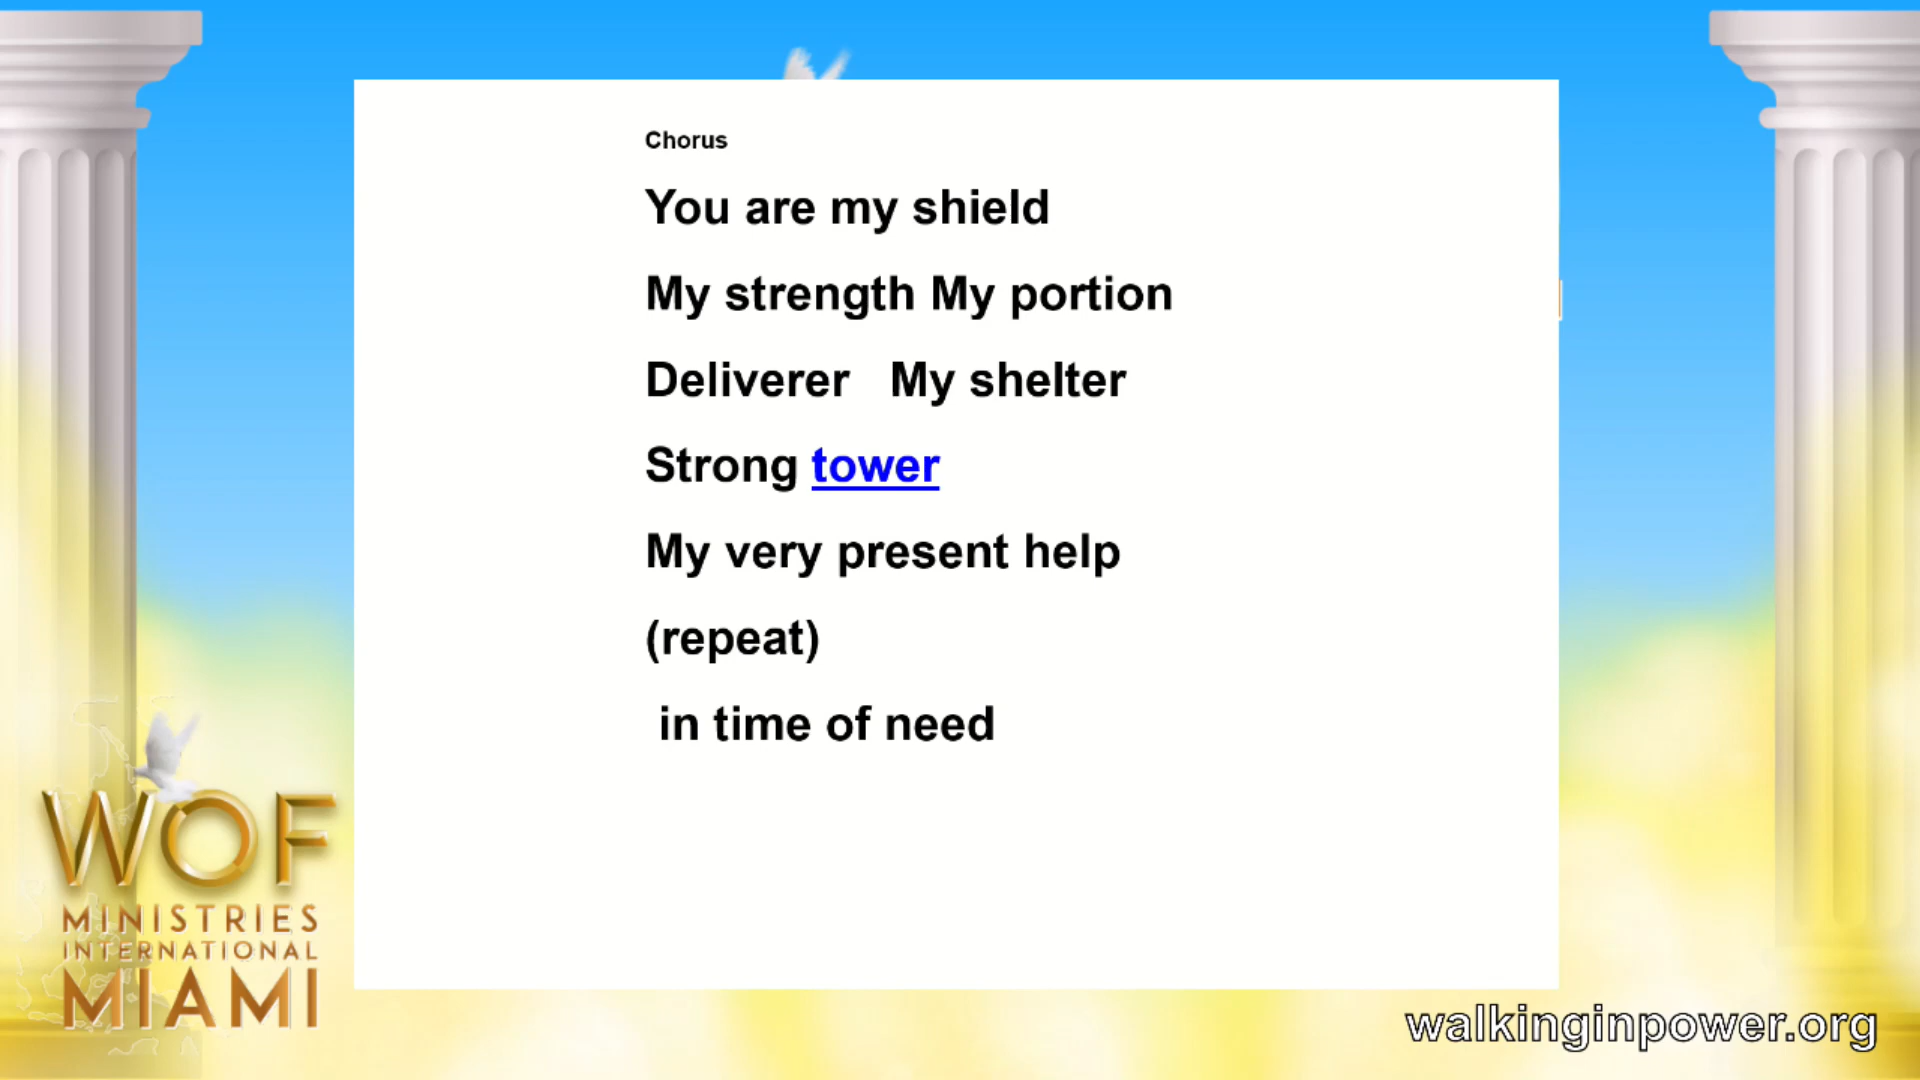 Chorus
You are my shield
My strength My portion
Deliverer   My shelter
Strong tower
My very present help
(repeat)
in time of need
WOF
MINISTRIES
INTERNATIONAL
MIAMI
walkinginpower.org